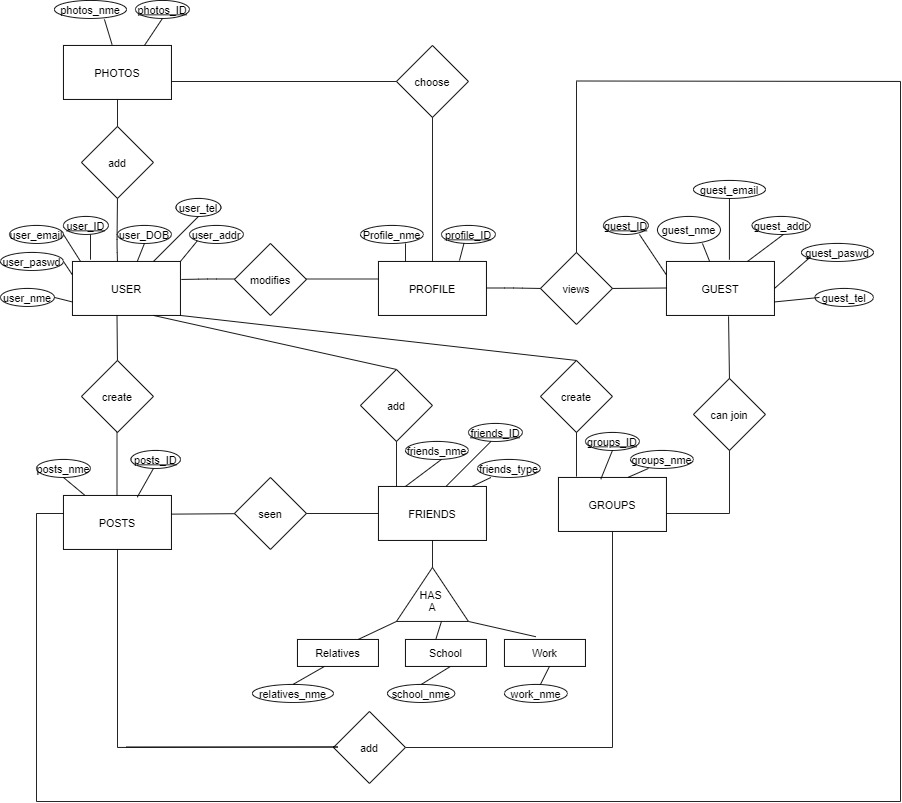 photos_nme
photos_ID
PHOTOS
choose
add
guest_email
user_tel
user_ID
user_email
user_DOB
user_addr
Profile_nme
profile_ID
guest_ID
guest_nme
guest_addr
guest_paswd
user_paswd
user_nme
USER
modifies
PROFILE
views
GUEST
guest_tel
create
add
create
can join
friends_ID
friends_nme
friends_type
groups_ID
groups_nme
posts_nme
posts_ID
POSTS
seen
FRIENDS
GROUPS
HAS
A
Relatives
School
Work
relatives_nme
school_nme
work_nme
add